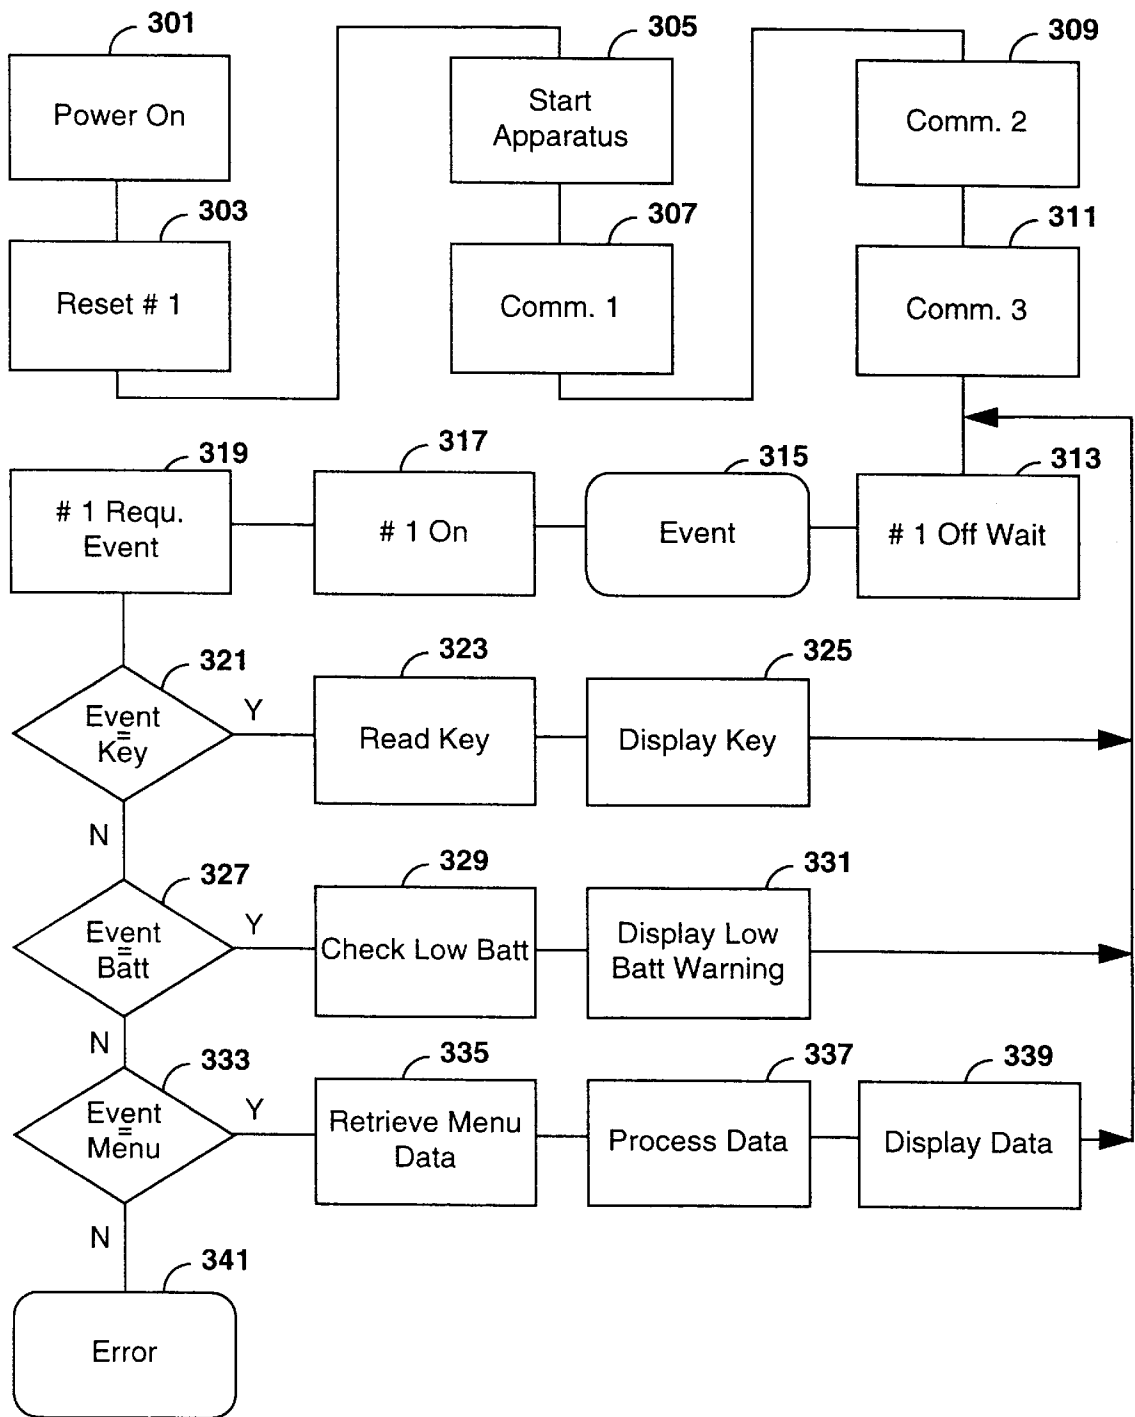 301
Power On
303
Reset # 1
305
Start
Apparatus
307
Comm. 1
309
Comm. 2
311
Comm. 3
313
# 1 Off Wait
315
Event
317
# 1 On
319
# 1 Requ.
Event
321
Event
=
Key
Y
323
Read Key
325
Display Key
N
327
Event
=
Batt
Y
329
Check Low Batt
331
Display Low
Batt Warning
N
333
Event
=
Menu
Y
335
Retrieve Menu
Data
337
Process Data
339
Display Data
N
341
Error